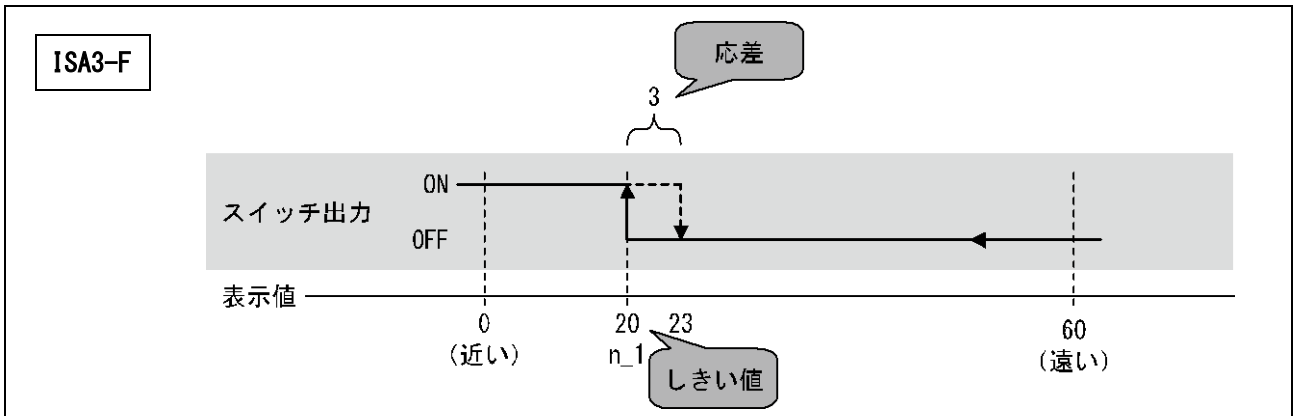 ISA3-F
応差
3
ON
スイッチ出力
OFF
表示値
0 20 23 60
(近い) n_1 (遠い)
しきい値